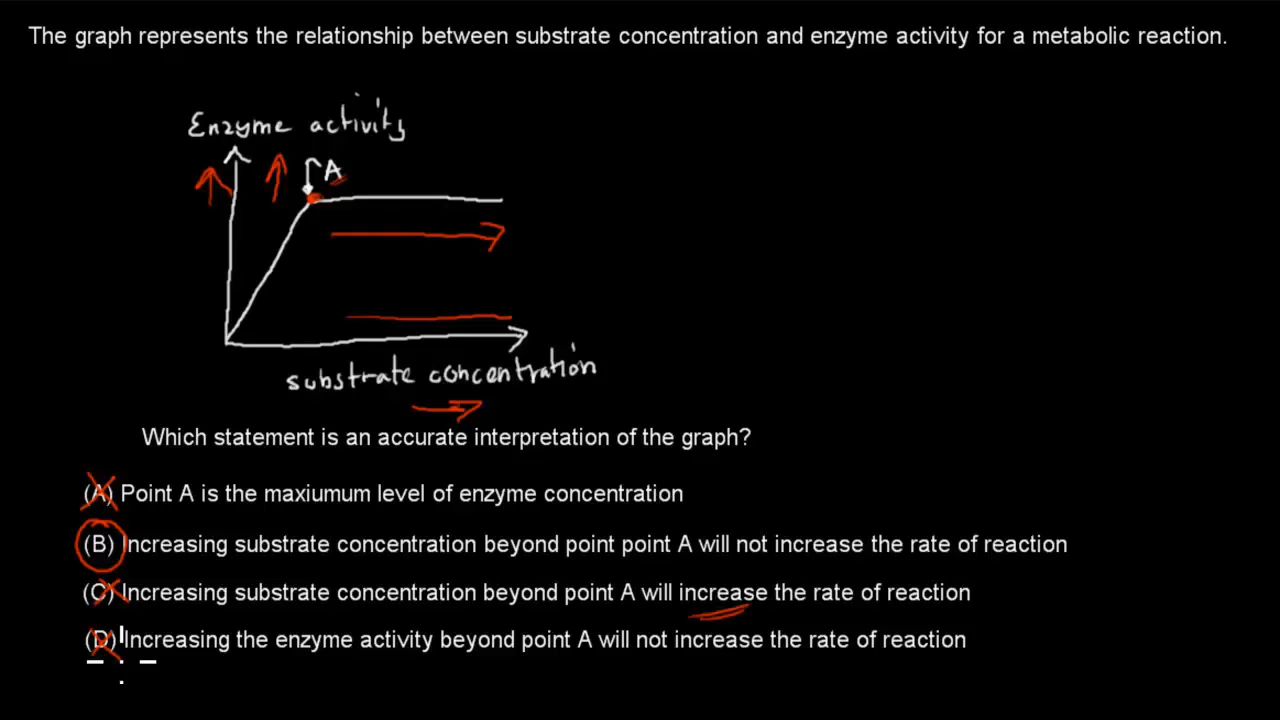 The graph represents the relationship between substrate concentration and enzyme activity for a metabolic reaction.
Enzyme activity
A
substrate concentration
Which statement is an accurate interpretation of the graph?
(A) Point A is the maxiumum level of enzyme concentration
(B) Increasing substrate concentration beyond point point A will not increase the rate of reaction
(C) Increasing substrate concentration beyond point A will increase the rate of reaction
(D) Increasing the enzyme activity beyond point A will not increase the rate of reaction